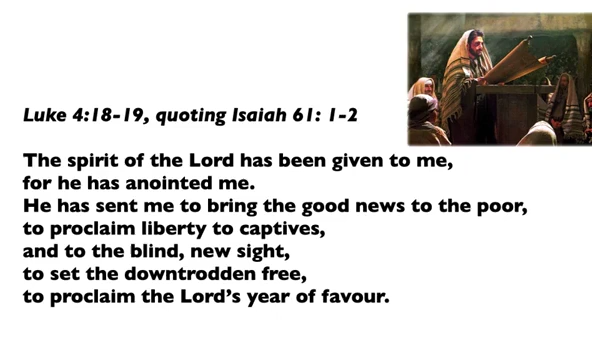 Luke 4:18-19, quoting Isaiah 61: 1-2
The spirit of the Lord has been given to me,
for he has anointed me.
He has sent me to bring the good news to the poor,
to proclaim liberty to captives,
and to the blind, new sight,
to set the downtrodden free,
to proclaim the Lord’s year of favour.